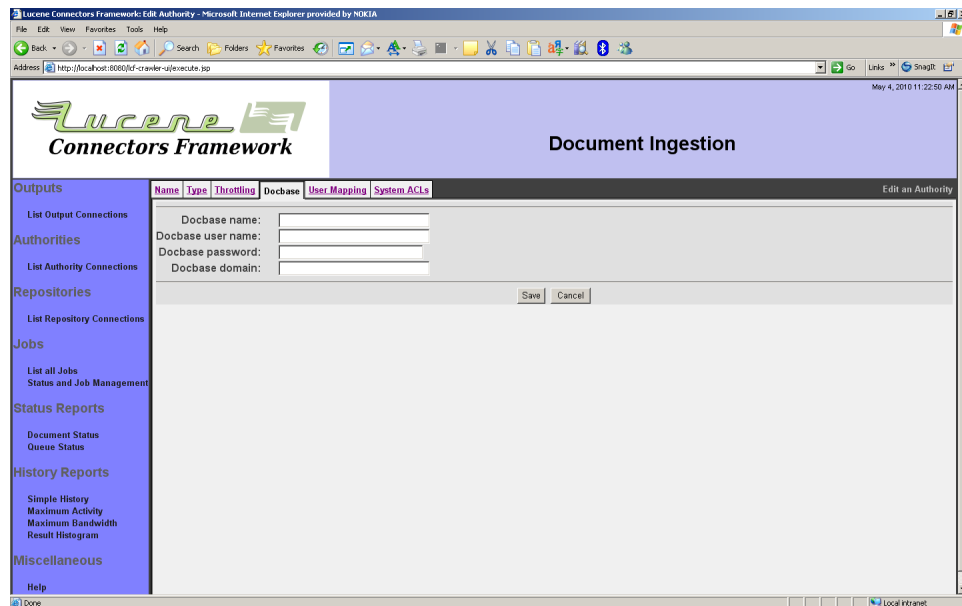 Lucene Connectors Framework: Edit Authority - Microsoft Internet Explorer provided by NOKIA
File Edit View Favorites Tools Help
Back Search Folders Favorites
Address http://localhost:8080/lcf-crawler-ui/execute.jsp Go Links » SnagIt
May 4, 2010 11:22:50 AM
Lucene
Connectors Framework
Document Ingestion
Outputs
List Output Connections
Authorities
List Authority Connections
Repositories
List Repository Connections
Jobs
List all Jobs
Status and Job Management
Status Reports
Document Status
Queue Status
History Reports
Simple History
Maximum Activity
Maximum Bandwidth
Result Histogram
Miscellaneous
Help
Name Type Throttling Docbase User Mapping System ACLs Edit an Authority
Docbase name:
Docbase user name:
Docbase password:
Docbase domain:
Save Cancel
Done Local intranet